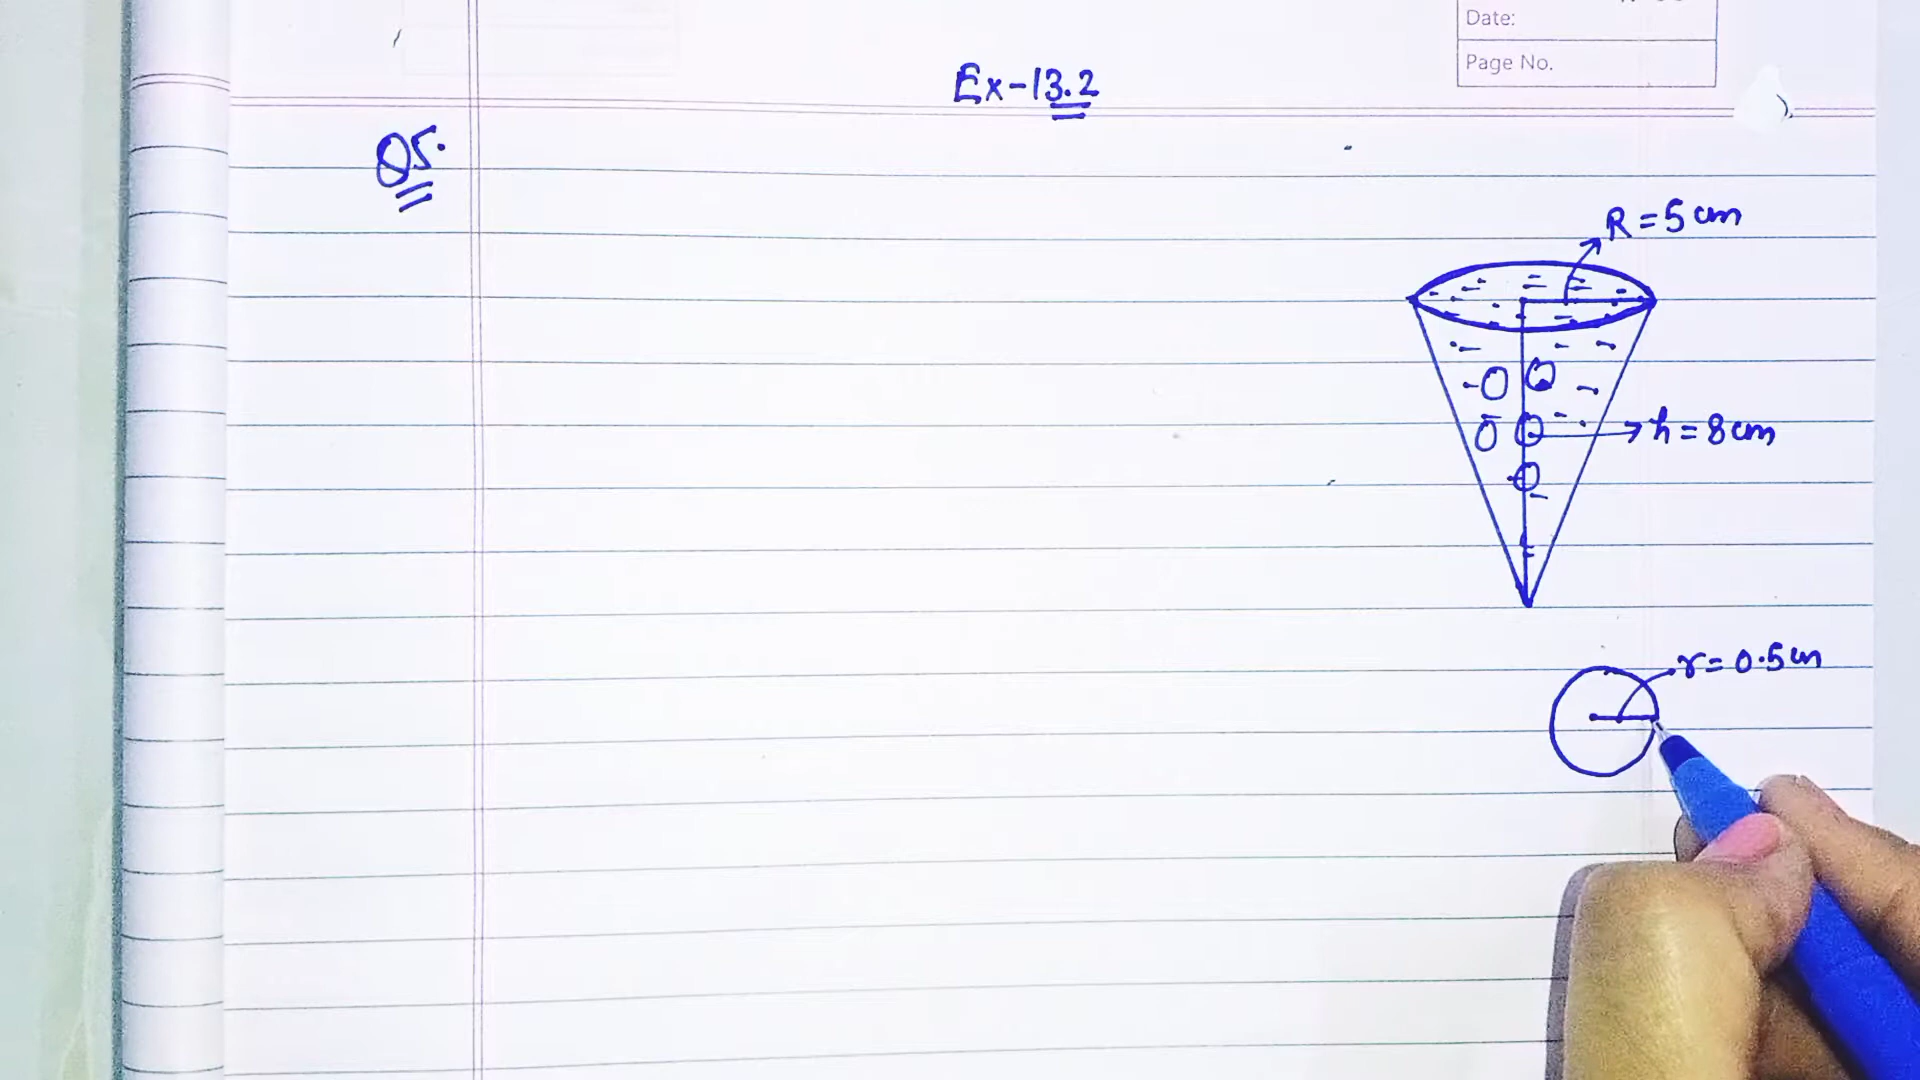 Date:
Page No.
Ex-13.2
Q5.
R = 5 cm
h = 8 cm
r = 0.5 cm